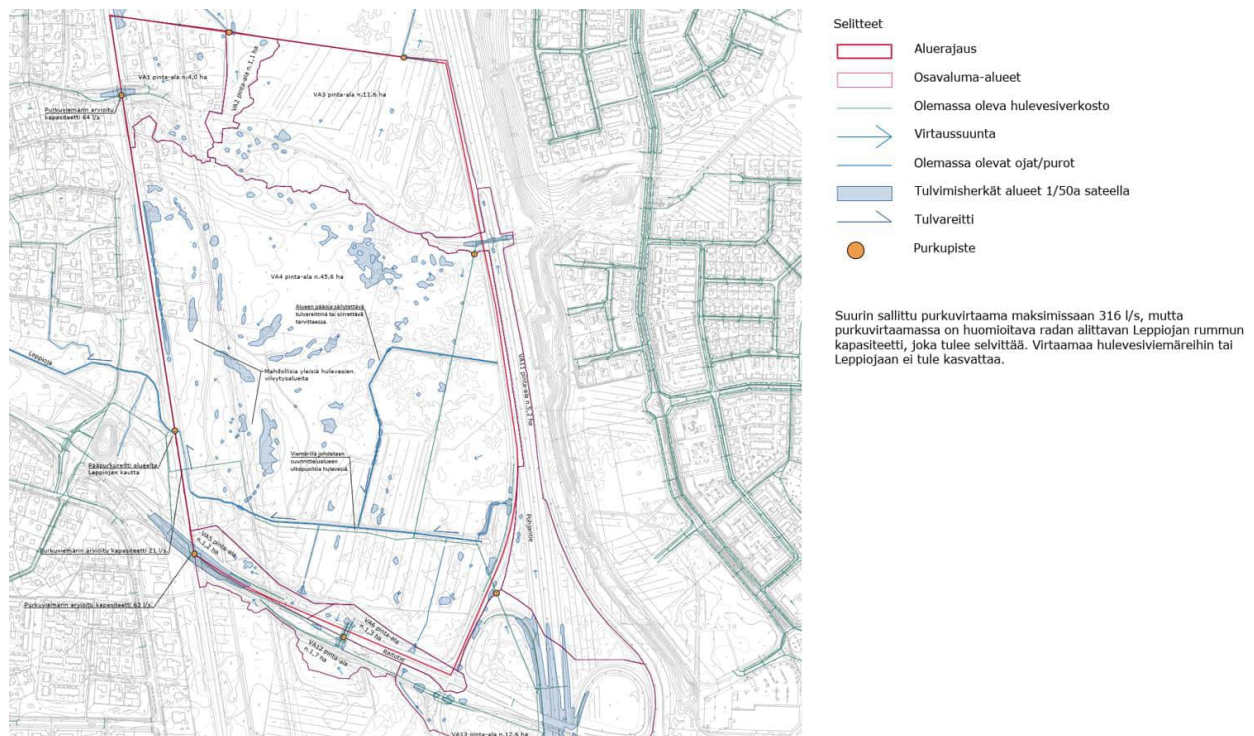 VA1 pinta-ala n.4,0 ha
VA2 pinta-ala n.1,1 ha
VA3 pinta-ala n.11,6 ha
Purkuviemärin arvioitu
kapasiteetti 64 l/s
VA4 pinta-ala n.45,6 ha
Alueen päässä säilytettävä
tulvareittinä tai siirrettävä
tarvittaessa.
Leppioja
Mahdollisia yleisiä hulevesien
viivytysalueita
VA11 pinta-ala n.5,2 ha
Viemärillä johdetaan
suunnittelualueen
ulkopuolisia hulevesiä.
Pääpurkureitti alueelta
Leppiojan kautta
Pohjantie
Purkuviemärin arvioitu kapasiteetti 21 l/s
VA5 pinta-ala
n.1,2 ha
Purkuviemärin arvioitu kapasiteetti 62 l/s
VA6 pinta-ala
n.1,3 ha
VA12 pinta-ala
n.1,7 ha
Raitotie
VA13 pinta-ala n.12,6 ha
Selitteet
Aluerajaus
Osavaluma-alueet
Olemassa oleva hulevesiverkosto
Virtaussuunta
Olemassa olevat ojat/purot
Tulvimisherkät alueet 1/50a sateella
Tulvareitti
Purkupiste
Suurin sallittu purkuvirtaama maksimissaan 316 l/s, mutta
purkuvirtaamassa on huomioitava radan alittavan Leppiojan rummun
kapasiteetti, joka tulee selvittää. Virtaamaa hulevesiviemäreihin tai
Leppiojaan ei tule kasvattaa.